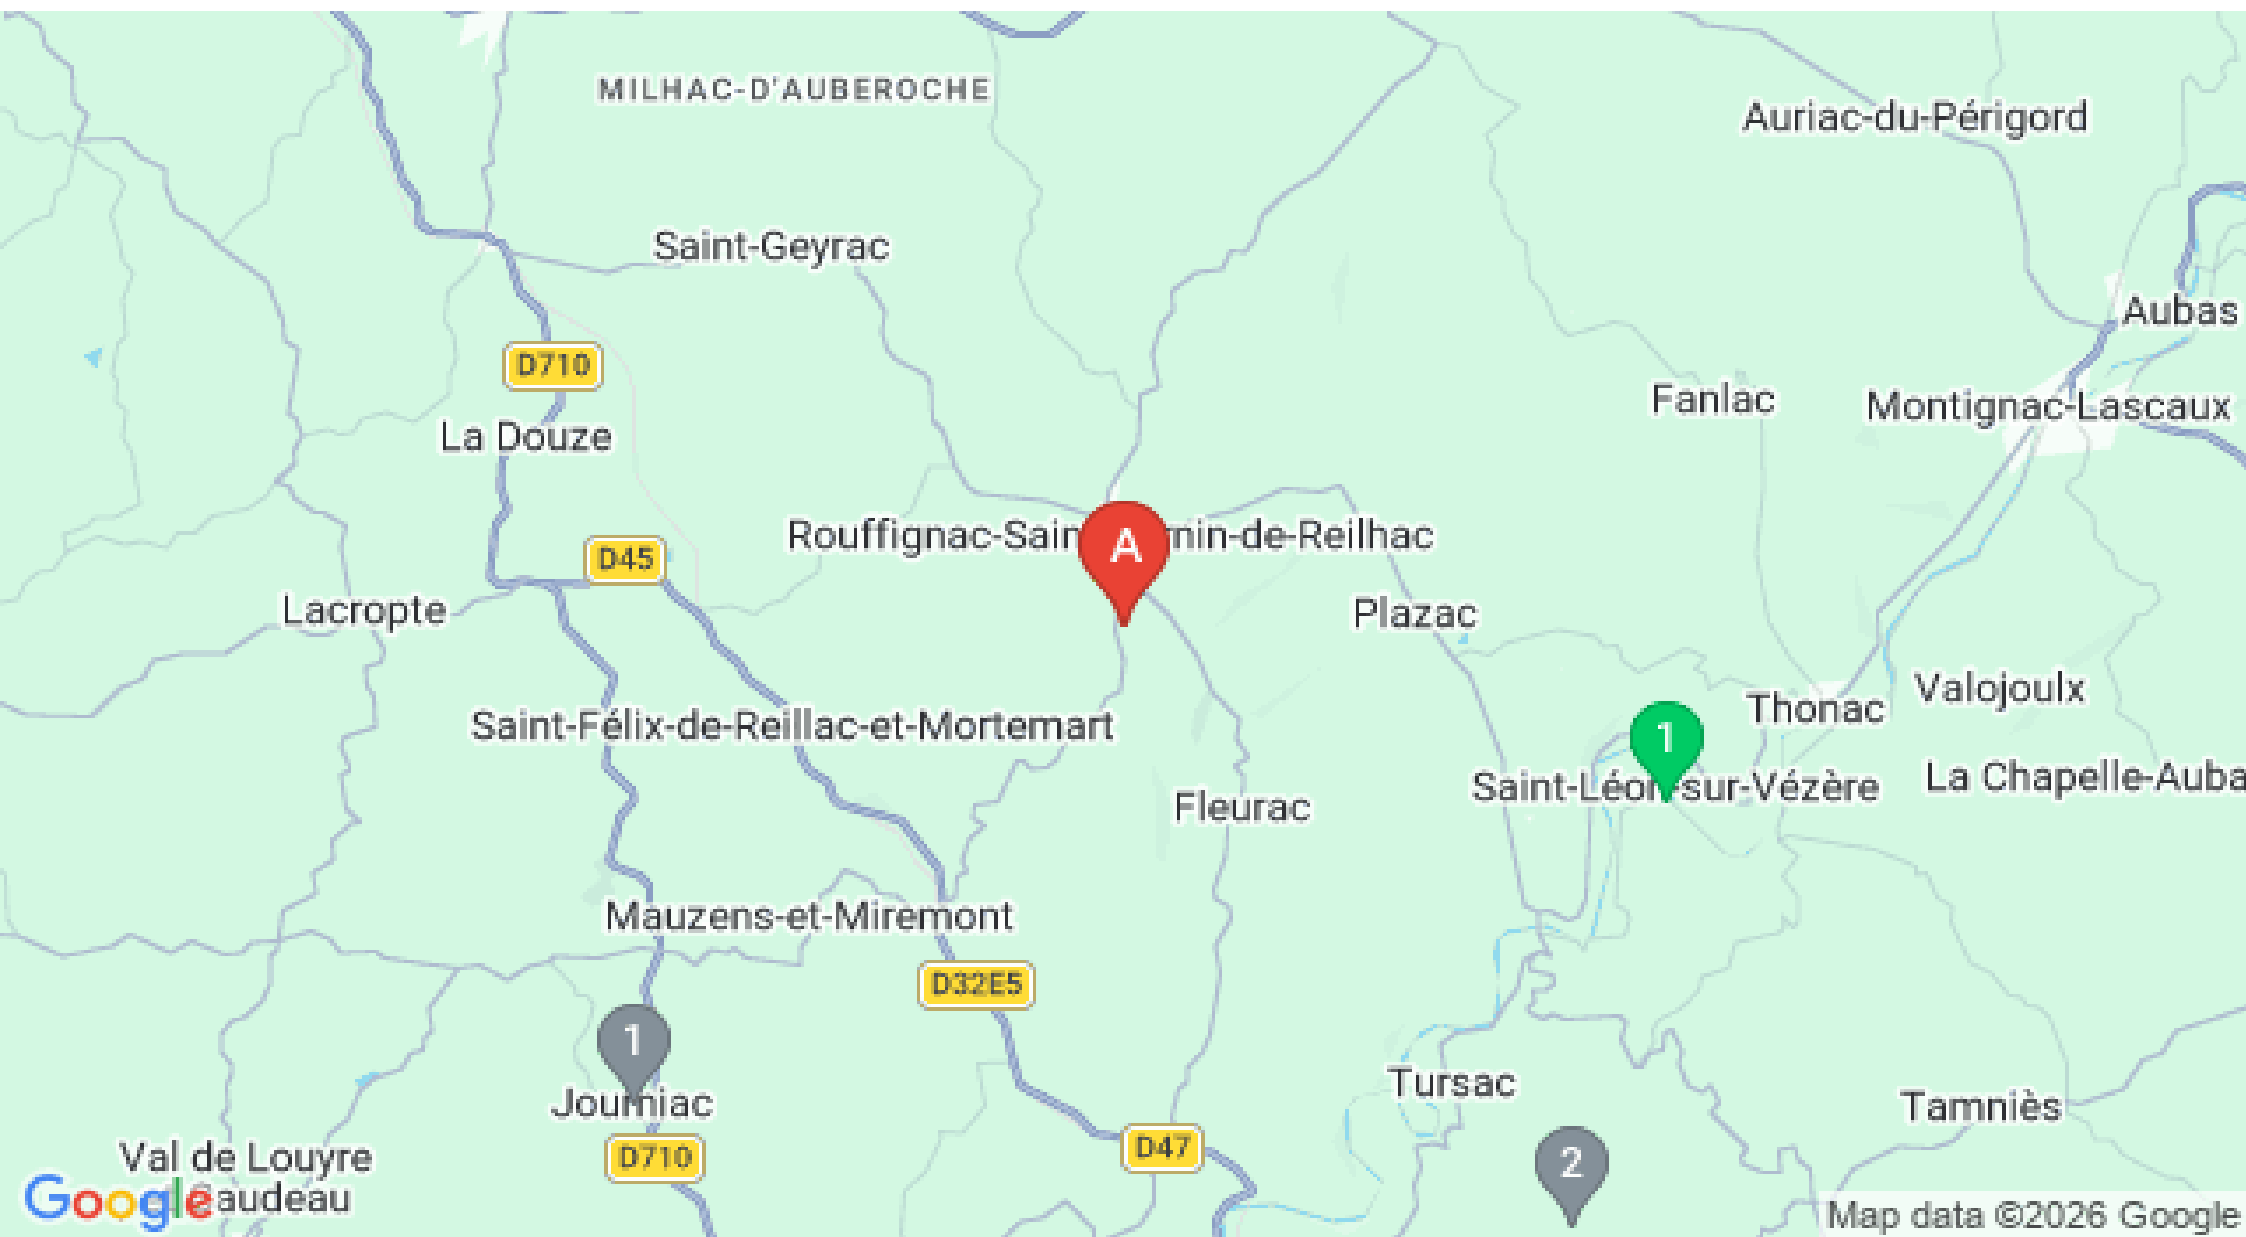 MILHAC-D'AUBEROCHE
Auriac-du-Périgord
Saint-Geyrac
Aubas
D710
Fanlac
Montignac-Lascaux
La Douze
A
Rouffignac-Sain nin-de-Reilhac
D45
Lacropte
Plazac
Valojoulx
Thonac
Saint-Félix-de-Reillac-et-Mortemart
1
Saint-Léon-sur-Vézère
La Chapelle-Auba
Fleurac
Mauzens-et-Miremont
D32E5
1
Journiac
Tursac
Tamniès
D47
D710
Val de Louyre
audeau
2
Google
Map data ©2026 Google